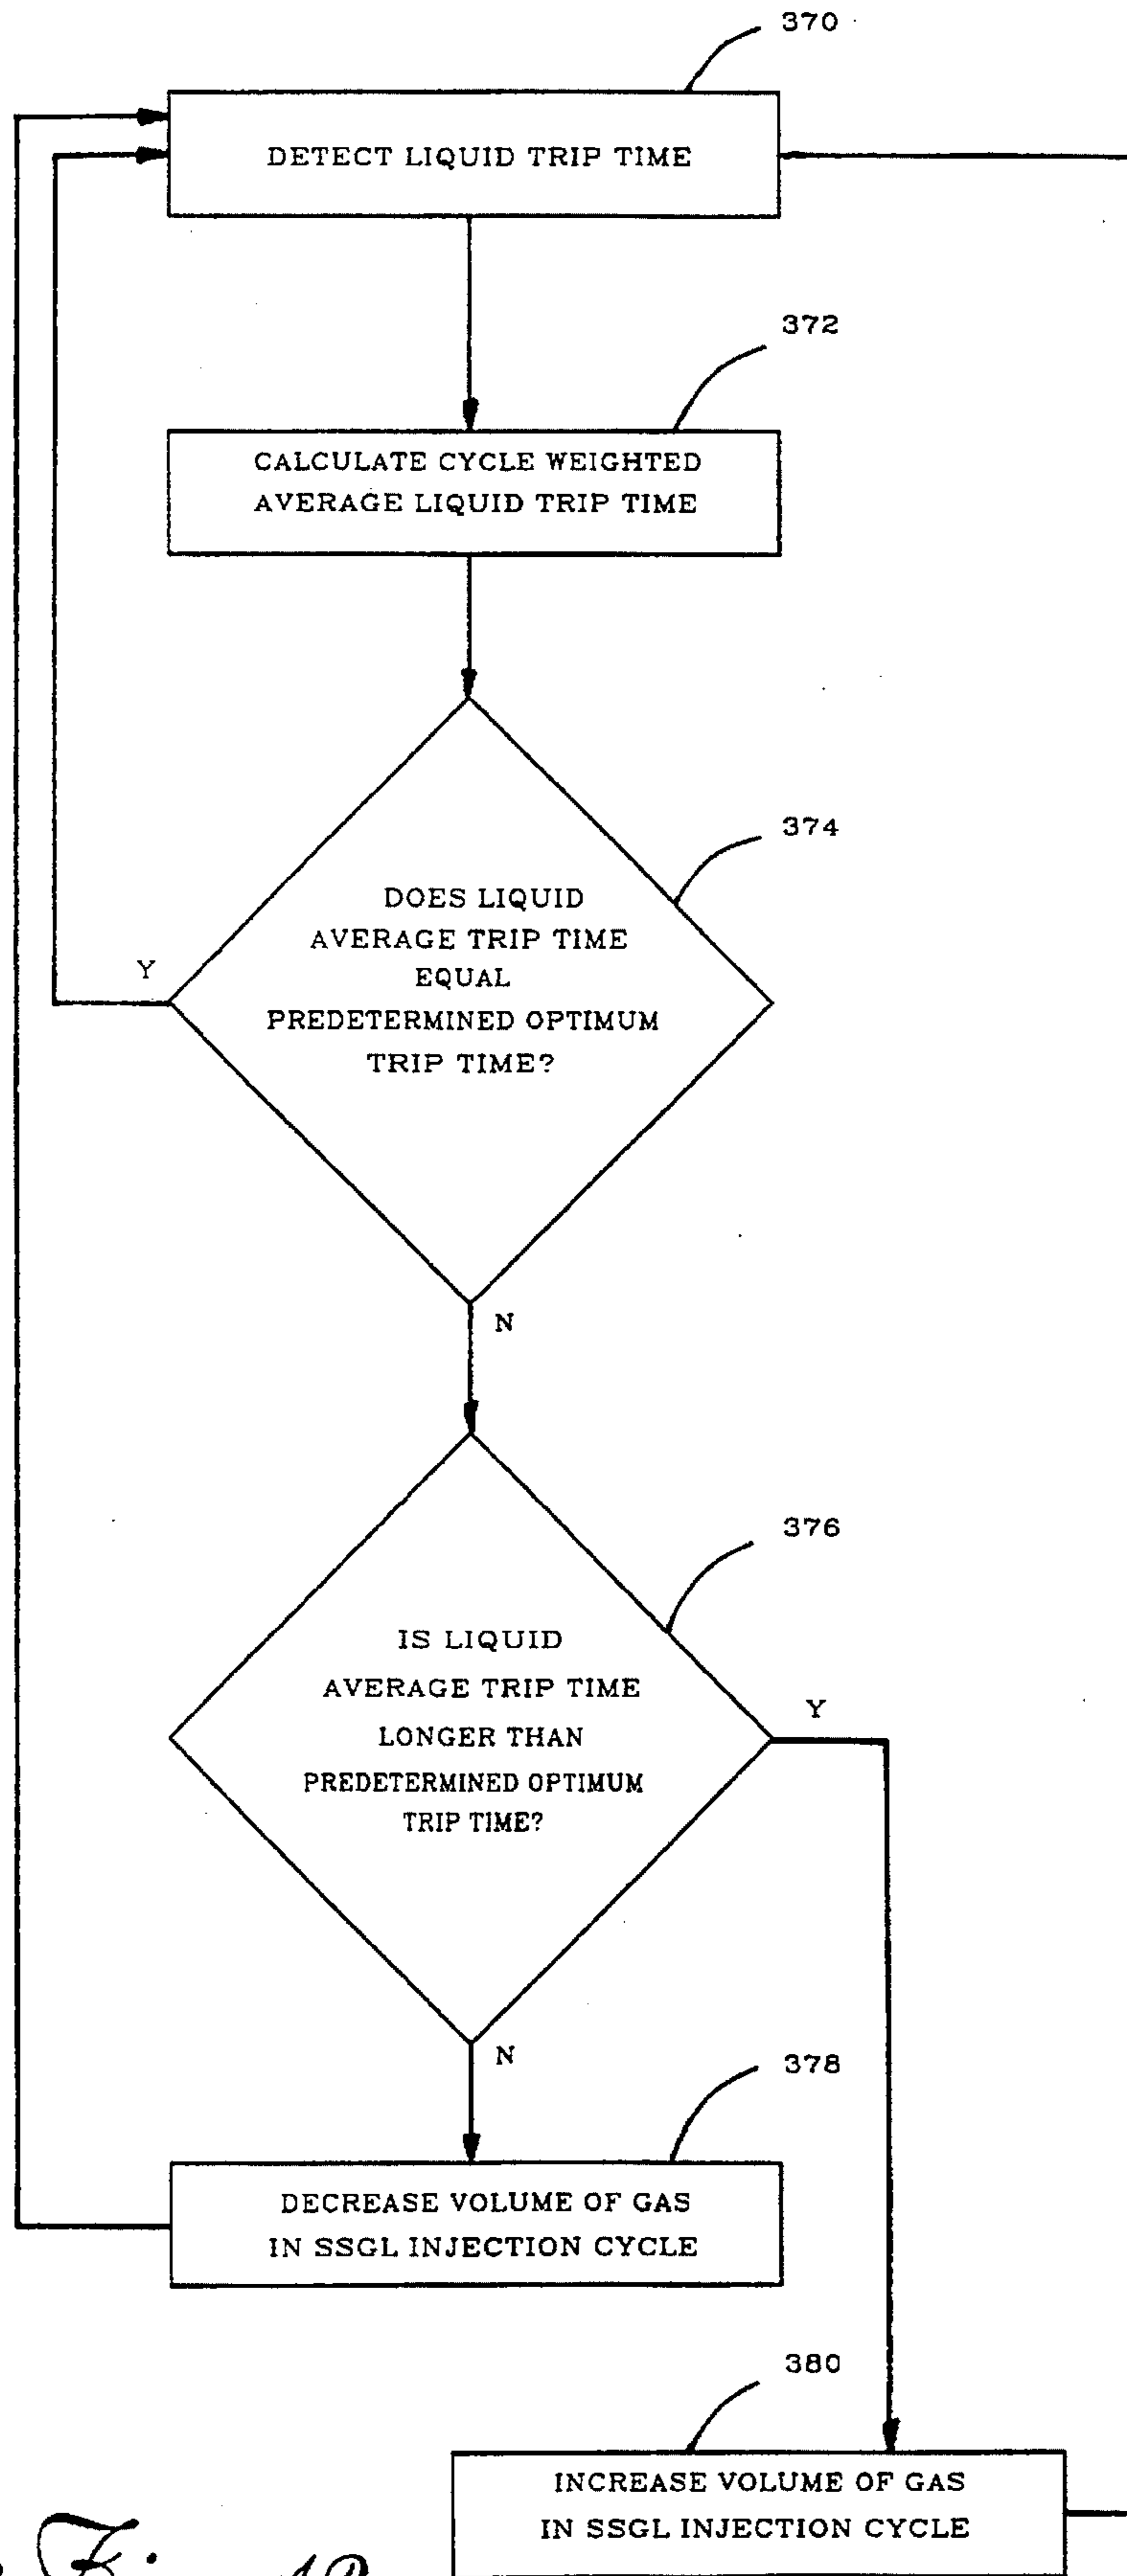 370
DETECT LIQUID TRIP TIME
372
CALCULATE CYCLE WEIGHTED
AVERAGE LIQUID TRIP TIME
374
DOES LIQUID
AVERAGE TRIP TIME
EQUAL
PREDETERMINED OPTIMUM
TRIP TIME?
Y
N
376
IS LIQUID
AVERAGE TRIP TIME
LONGER THAN
PREDETERMINED OPTIMUM
TRIP TIME?
Y
N
378
DECREASE VOLUME OF GAS
IN SSGL INJECTION CYCLE
380
INCREASE VOLUME OF GAS
IN SSGL INJECTION CYCLE